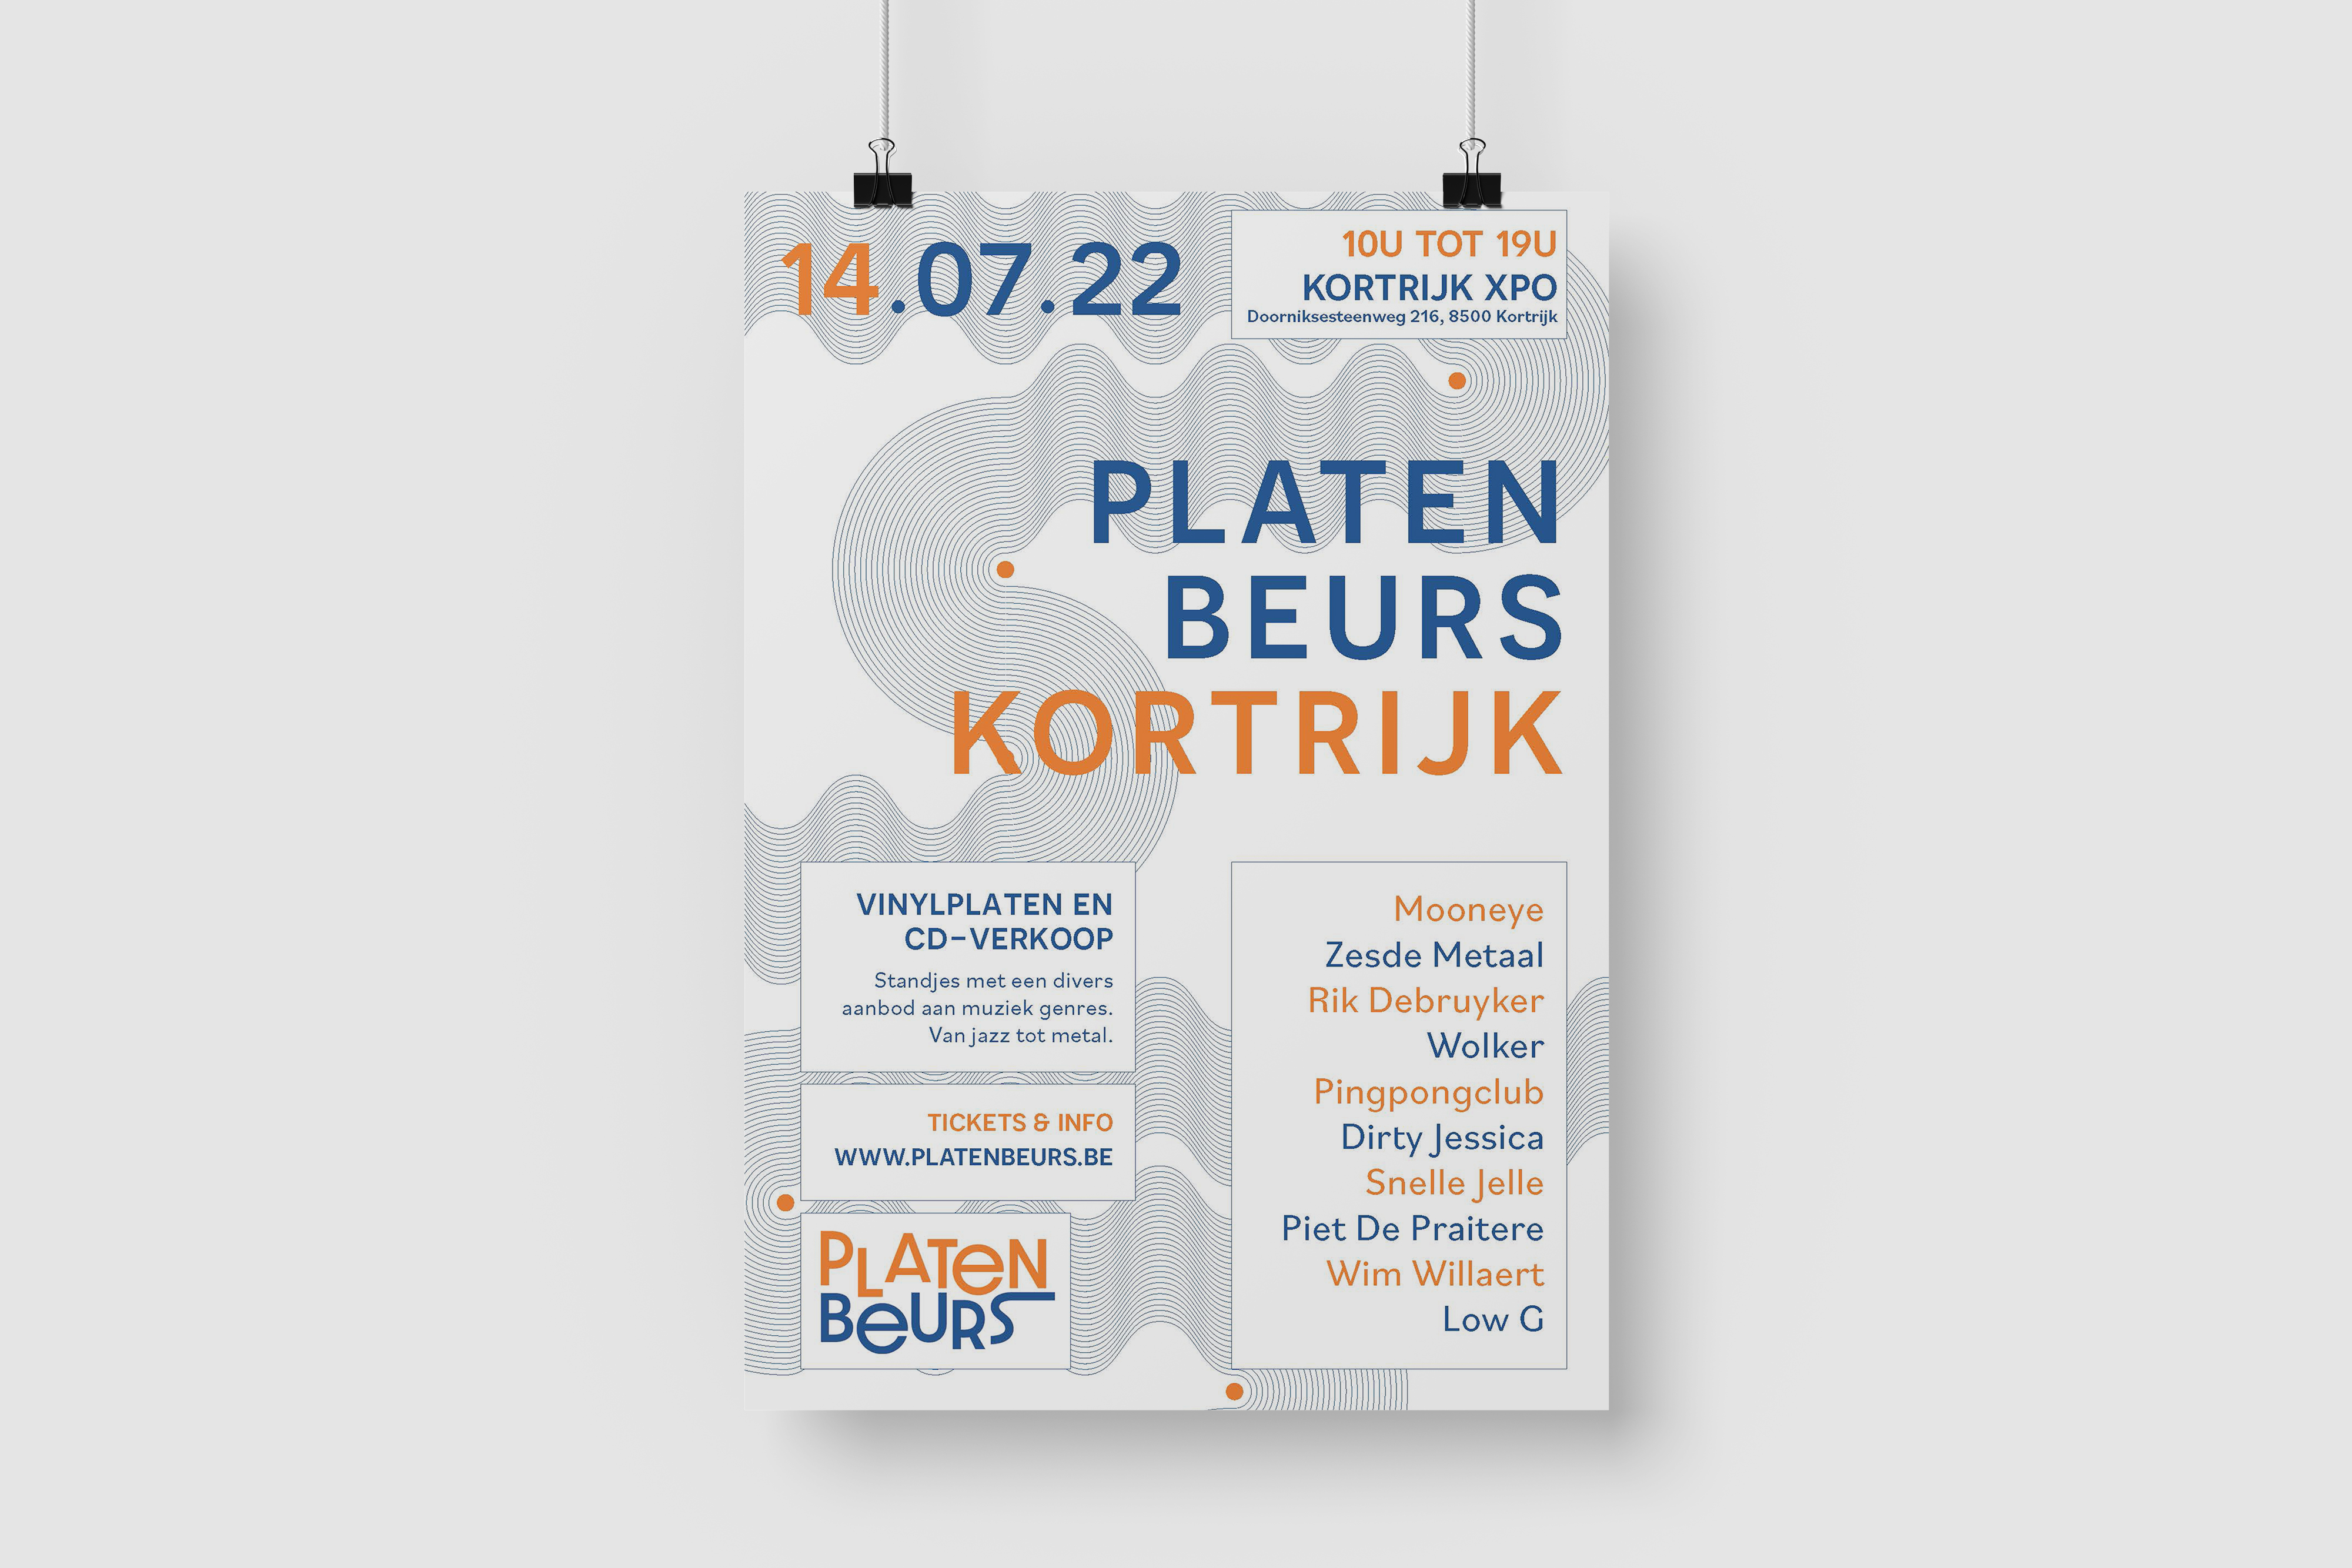 14.07.22
10U TOT 19U
KORTRIJK XPO
Doorniksesteenweg 216, 8500 Kortrijk
PLATEN
BEURS
KORTRIJK
VINYLPLATEN EN
CD-VERKOOP
Standjes met een divers
aanbod aan muziek genres.
Van jazz tot metal.
TICKETS & INFO
WWW.PLATENBEURS.BE
PLATeN
BeURS
Mooneye
Zesde Metaal
Rik Debruyker
Wolker
Pingpongclub
Dirty Jessica
Snelle Jelle
Piet De Praitere
Wim Willaert
Low G